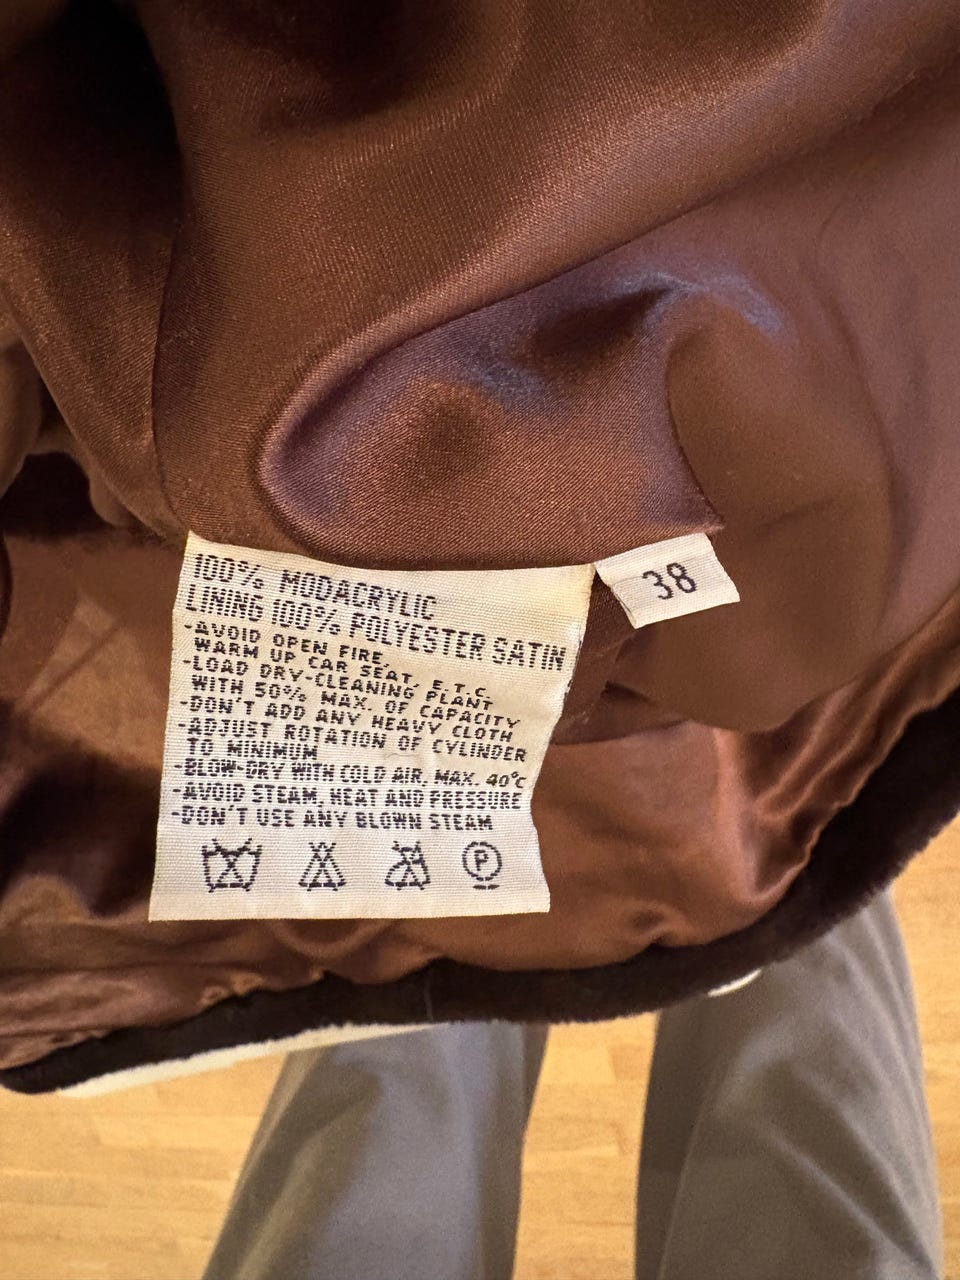 100% MODACRYLIC
LINING 100% POLYESTER SATIN
-AVOID OPEN FIRE,
WARM UP CAR SEAT, E.T.C.
-LOAD DRY-CLEANING PLANT
WITH 50% MAX. OF CAPACITY
-DON'T ADD ANY HEAVY CLOTH
-ADJUST ROTATION OF CYLINDER
TO MINIMUM
-BLOW-DRY WITH COLD AIR, MAX. 40°C
-AVOID STEAM, HEAT AND PRESSURE
-DON'T USE ANY BLOWN STEAM
P
38